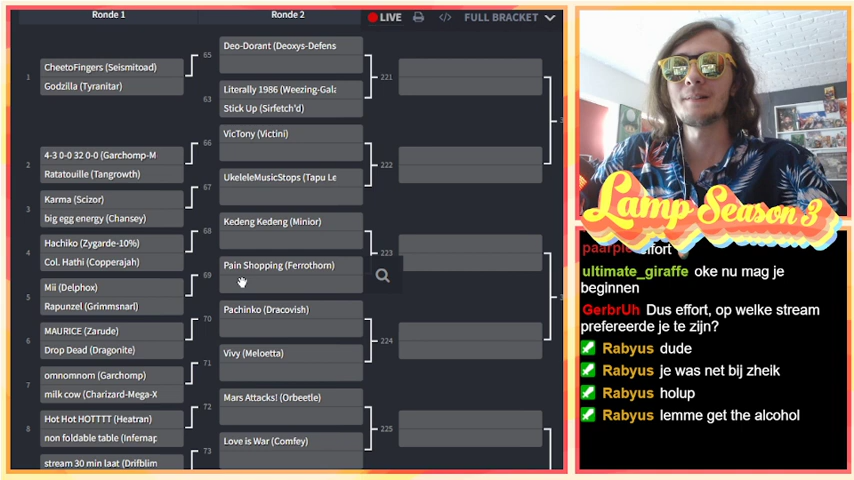 Ronde 1
Ronde 2
LIVE
FULL BRACKET
1
CheetoFingers (Seismitoad)
Godzilla (Tyranitar)
2
4-3 0-0 32 0-0 (Garchomp-M
Ratatouille (Tangrowth)
3
Karma (Scizor)
big egg energy (Chansey)
4
Hachiko (Zygarde-10%)
Col. Hathi (Copperajah)
5
Mii (Delphox)
Rapunzel (Grimmsnarl)
6
MAURICE (Zarude)
Drop Dead (Dragonite)
7
omnomnom (Garchomp)
milk cow (Charizard-Mega-X
8
Hot Hot HOTTTT (Heatran)
non foldable table (Infernap
stream 30 min laat (Drifblim
65
Deo-Dorant (Deoxys-Defens
63
Literally 1986 (Weezing-Gala
Stick Up (Sirfetch'd)
66
VicTony (Victini)
67
UkeleleMusicStops (Tapu Le
68
Kedeng Kedeng (Minior)
69
Pain Shopping (Ferrothorn)
70
Pachinko (Dracovish)
71
Vivy (Meloetta)
72
Mars Attacks! (Orbeetle)
73
Love is War (Comfey)
221
222
223
224
225
Lamp Season 3
effort
ultimate_giraffe oke nu mag je
beginnen
GerbrUh Dus effort, op welke stream
prefereerde je te zijn?
Rabyus dude
Rabyus je was net bij zheik
Rabyus holup
Rabyus lemme get the alcohol